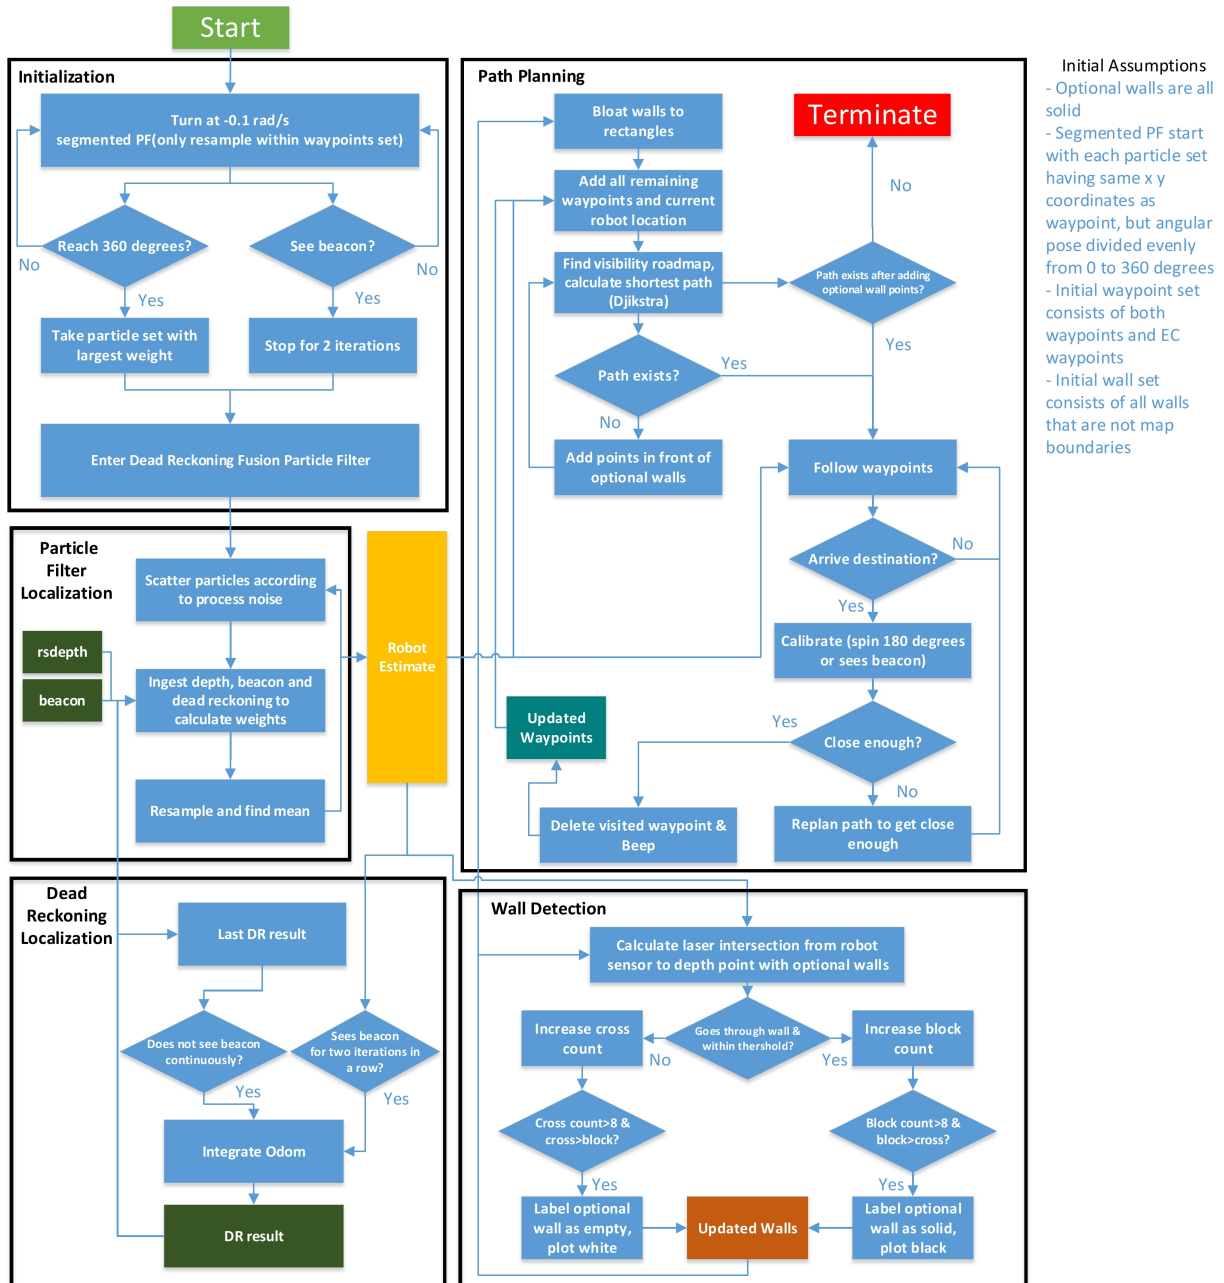 Start
Initialization
Turn at -0.1 rad/s
segmented PF(only resample within waypoints set)
Reach 360 degrees?
See beacon?
No
No
Yes
Yes
Take particle set with
largest weight
Stop for 2 iterations
Enter Dead Reckoning Fusion Particle Filter
Particle
Filter
Localization
Scatter particles according
to process noise
rsdepth
beacon
Ingest depth, beacon and
dead reckoning to
calculate weights
Resample and find mean
Robot
Estimate
Dead
Reckoning
Localization
Last DR result
Does not see beacon
continuously?
Sees beacon
for two iterations in
a row?
Yes
Yes
Integrate Odom
DR result
Path Planning
Bloat walls to
rectangles
Terminate
Add all remaining
waypoints and current
robot location
No
Find visibility roadmap,
calculate shortest path
(Djikstra)
Path exists after adding
optional wall points?
Yes
Path exists?
Yes
No
Add points in front of
optional walls
Follow waypoints
Arrive destination?
No
Yes
Calibrate (spin 180 degrees
or sees beacon)
Updated
Waypoints
Yes
Close enough?
No
Delete visited waypoint &
Beep
Replan path to get close
enough
Wall Detection
Calculate laser intersection from robot
sensor to depth point with optional walls
Increase cross
count
Goes through wall &
within thershold?
Increase block
count
No
Yes
Cross count>8 &
cross>block?
Block count>8 &
block>cross?
Yes
Yes
Label optional
wall as empty,
plot white
Updated Walls
Label optional
wall as solid,
plot black
Initial Assumptions
- Optional walls are all
solid
- Segmented PF start
with each particle set
having same x y
coordinates as
waypoint, but angular
pose divided evenly
from 0 to 360 degrees
- Initial waypoint set
consists of both
waypoints and EC
waypoints
- Initial wall set
consists of all walls
that are not map
boundaries